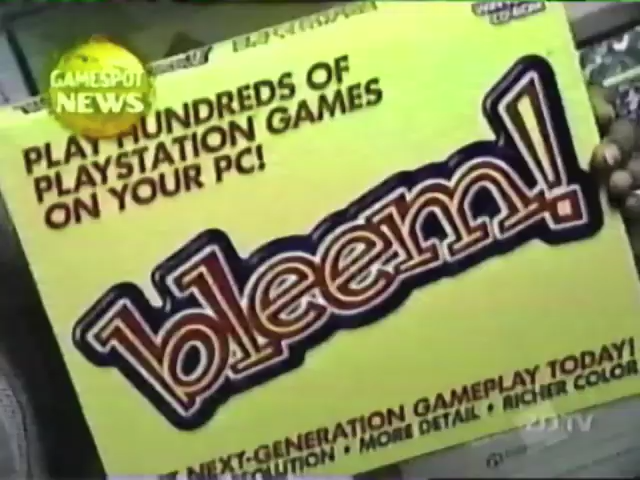 GAMESPOT
NEWS
PLAY HUNDREDS OF
PLAYSTATION GAMES
ON YOUR PC!
bleem!
NEXT-GENERATION GAMEPLAY TODAY!
MORE DETAIL • RICHER COLOR
ZDTV